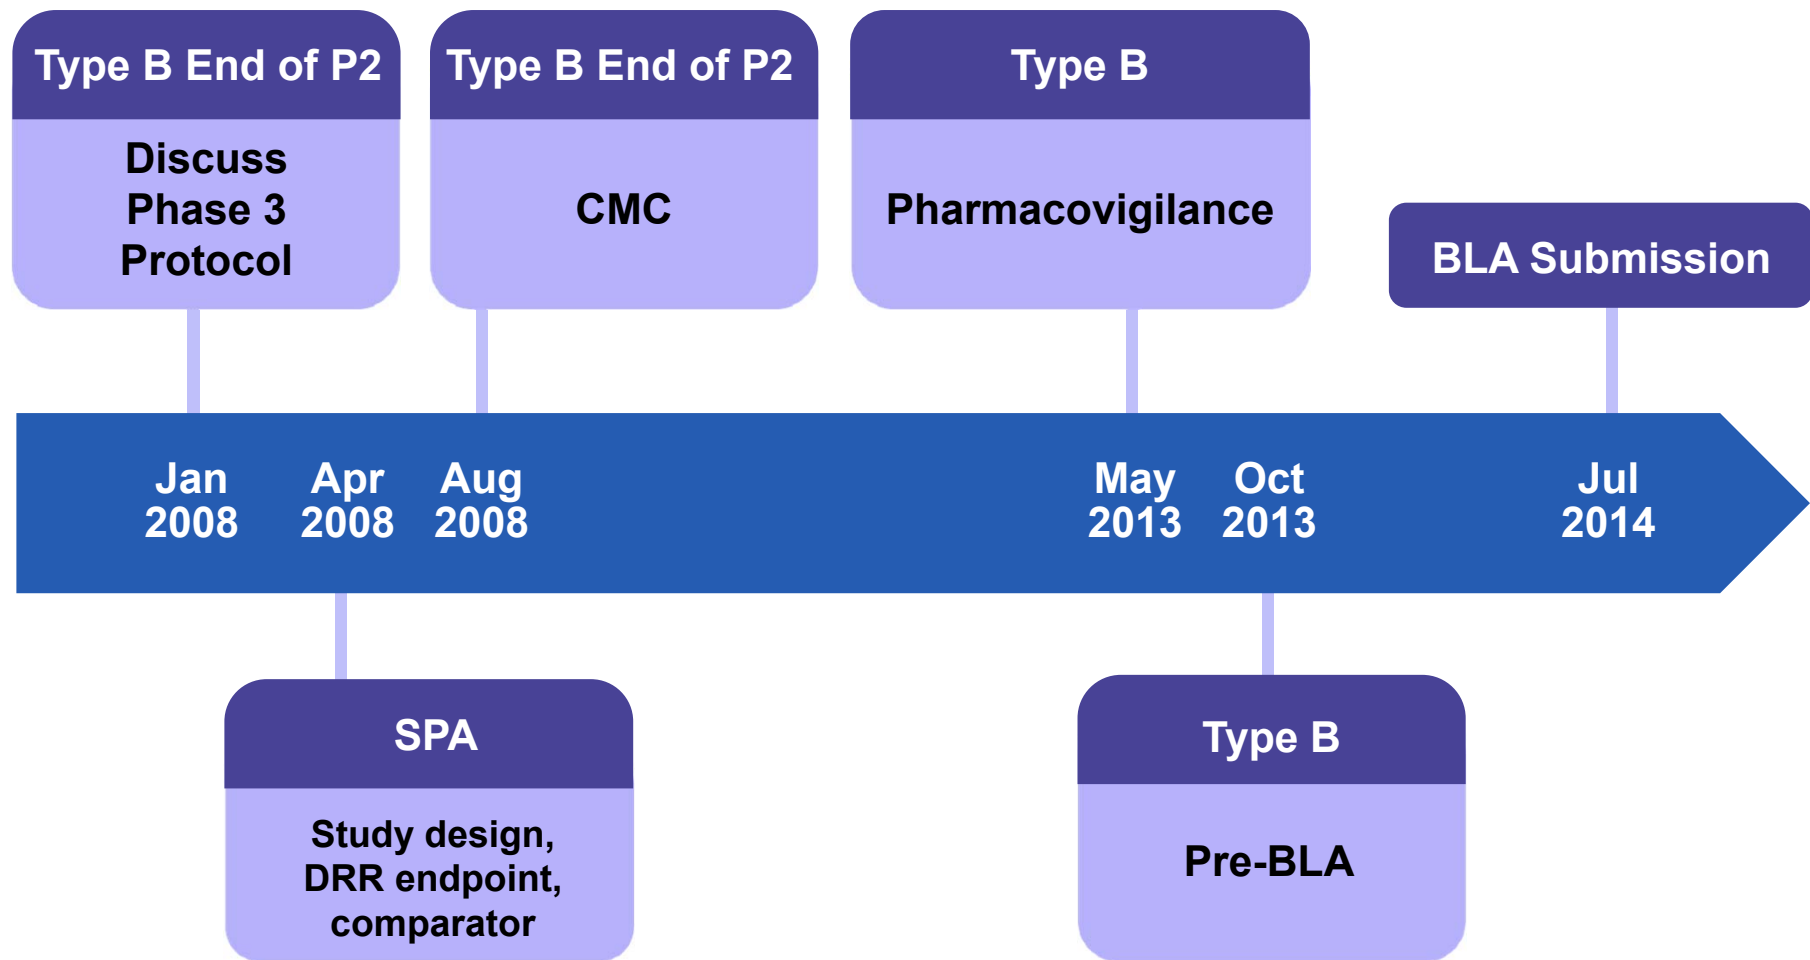 Type B End of P2
Discuss
Phase 3
Protocol
Type B End of P2
CMC
Type B
Pharmacovigilance
BLA Submission
Jan
2008
Apr
2008
Aug
2008
May
2013
Oct
2013
Jul
2014
SPA
Study design,
DRR endpoint,
comparator
Type B
Pre-BLA